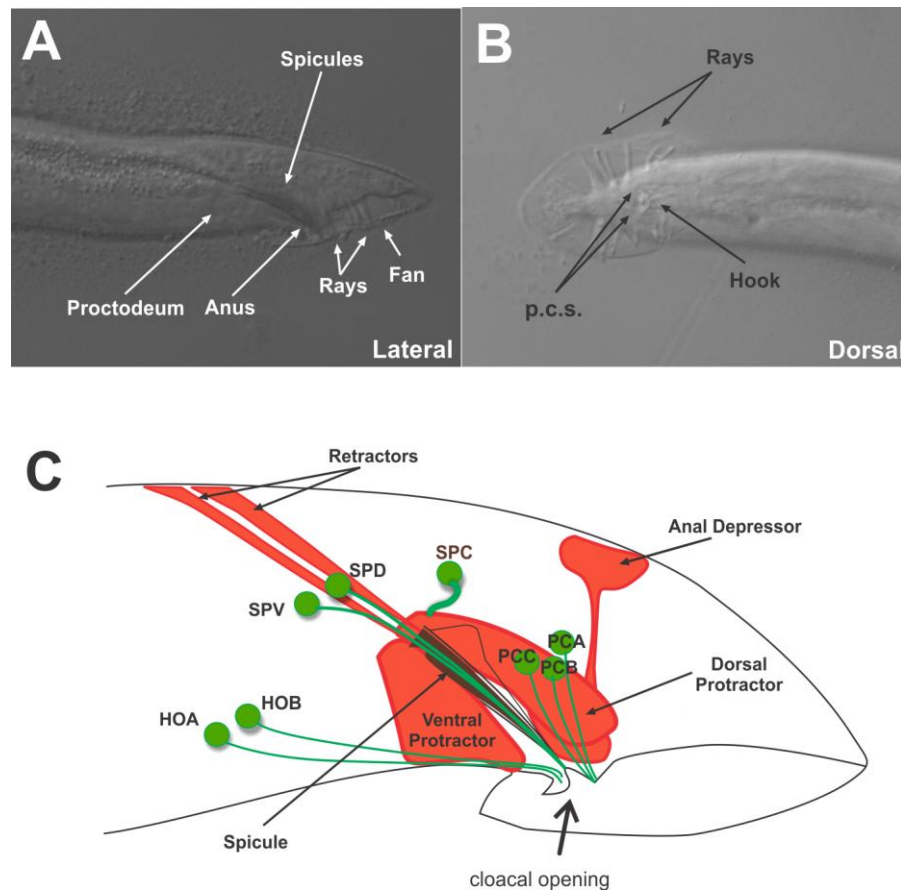 A
Spicules
Proctodeum
Anus
Rays
Fan
Lateral
B
Rays
p.c.s.
Hook
Dorsal
C
Retractors
Anal Depressor
SPC
SPD
SPV
PCA
PCC
PCB
Dorsal
Protractor
HOB
HOA
Ventral
Protractor
Spicule
cloacal opening